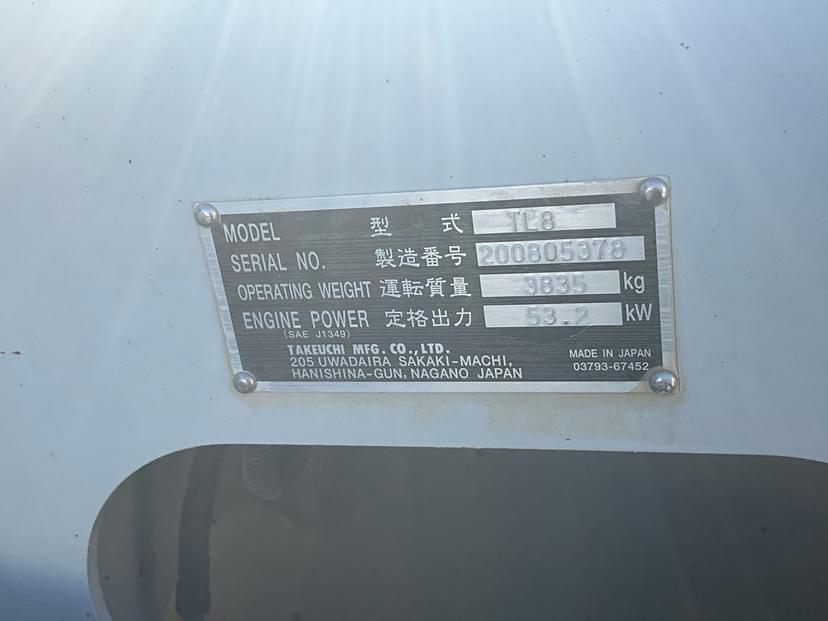 MODEL 型 式 TL8
SERIAL NO. 製造番号 200805378
OPERATING WEIGHT 運転質量 3835 kg
ENGINE POWER 定格出力 53.2 kW
(SAE J1349)
TAKEUCHI MFG. CO., LTD.
205 UWADAIRA SAKAKI-MACHI,
HANISHINA-GUN, NAGANO JAPAN
MADE IN JAPAN
03793-67452